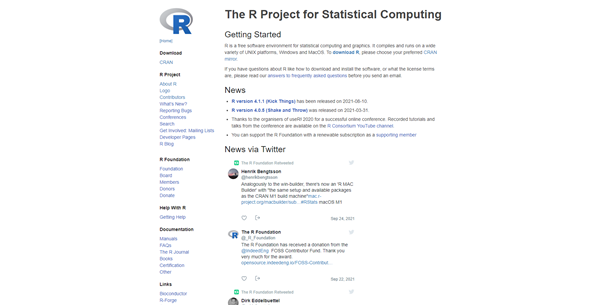 R
[Home]
Download
CRAN
R Project
About R
Logo
Contributors
What's New?
Reporting Bugs
Conferences
Search
Get Involved: Mailing Lists
Developer Pages
R Blog
R Foundation
Foundation
Board
Members
Donors
Donate
Help With R
Getting Help
Documentation
Manuals
FAQs
The R Journal
Books
Certification
Other
Links
Bioconductor
R-Forge
The R Project for Statistical Computing
Getting Started
R is a free software environment for statistical computing and graphics. It compiles and runs on a wide
variety of UNIX platforms, Windows and MacOS. To download R, please choose your preferred CRAN
mirror.
If you have questions about R like how to download and install the software, or what the license terms
are, please read our answers to frequently asked questions before you send an email.
News
R version 4.1.1 (Kick Things) has been released on 2021-08-10.
R version 4.0.5 (Shake and Throw) was released on 2021-03-31.
Thanks to the organisers of useR! 2020 for a successful online conference. Recorded tutorials and
talks from the conference are available on the R Consortium YouTube channel.
You can support the R Foundation with a renewable subscription as a supporting member
News via Twitter
The R Foundation Retweeted
Henrik Bengtsson
@henrikbengtsson
Analogously to the win-builder, there's now an 'R MAC
Builder' with "the same setup and available packages
as the CRAN M1 build machine"mac.r-
project.org/macbuilder/sub... #RStats macOS M1
Sep 24, 2021
The R Foundation
@_R_Foundation
The R Foundation has received a donation from the
@IndeedEng FOSS Contributor Fund. Thank you
very much for the award.
opensource.indeedeng.io/FOSS-Contribut...
Sep 22, 2021
The R Foundation Retweeted
Dirk Eddelbuettel